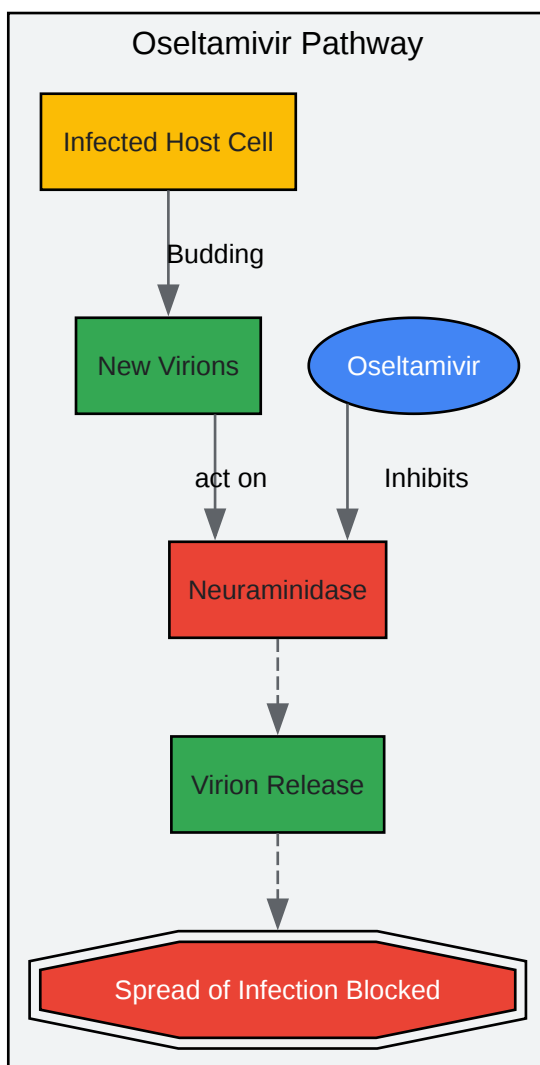 Oseltamivir Pathway
Infected Host Cell
Budding
New Virions
Oseltamivir
act on
Inhibits
Neuraminidase
Virion Release
Spread of Infection Blocked